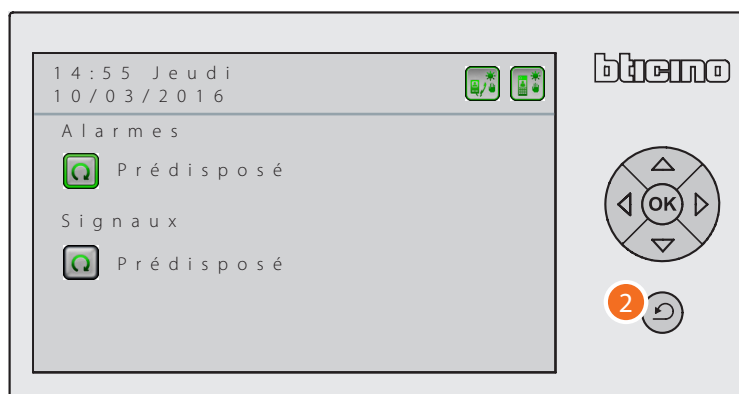 14:55 Jeudi
10/03/2016
bticino
Alarmes
Prédisposé
Signaux
Prédisposé
OK
2